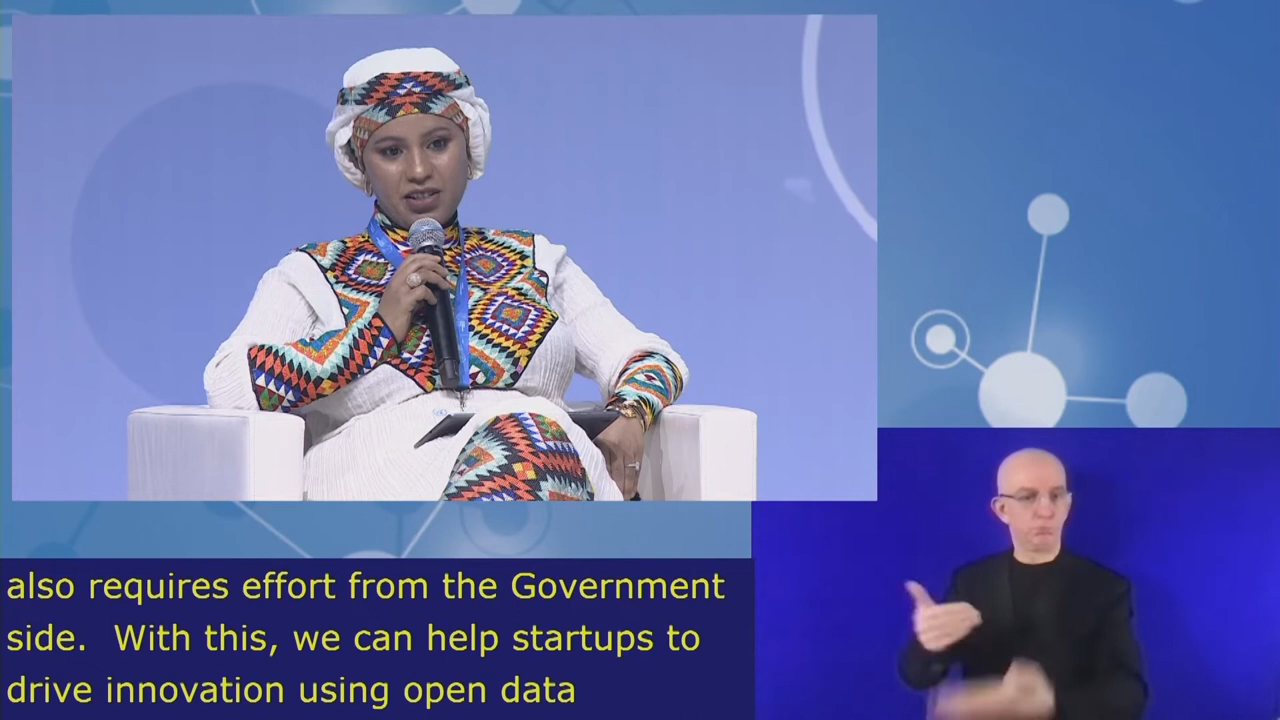 also requires effort from the Government
side.  With this, we can help startups to
drive innovation using open data